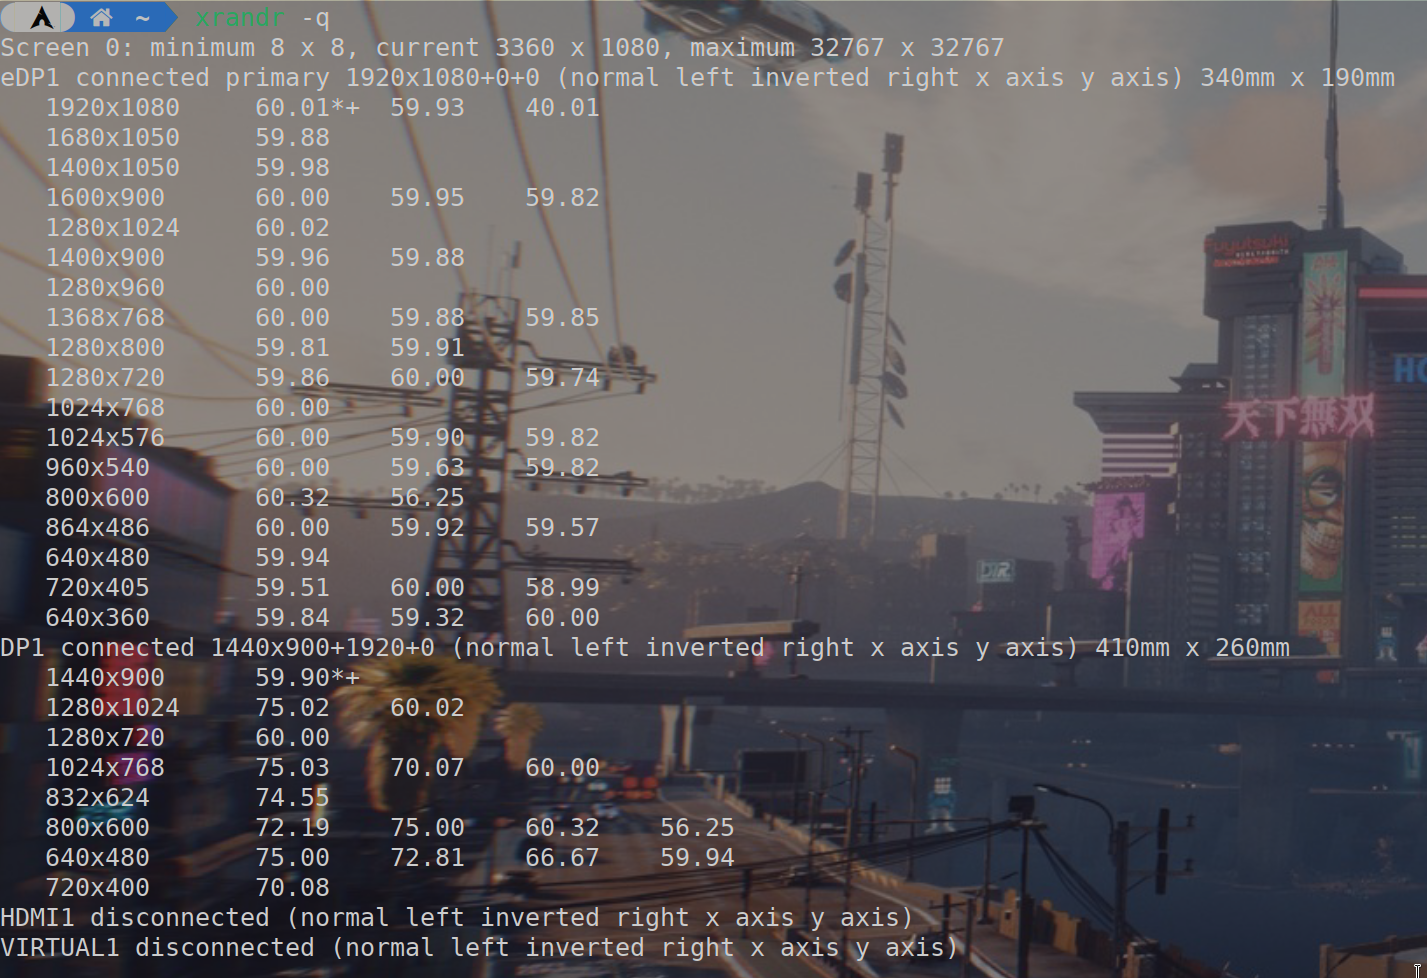 ~ xrandr -q
Screen 0: minimum 8 x 8, current 3360 x 1080, maximum 32767 x 32767
eDP1 connected primary 1920x1080+0+0 (normal left inverted right x axis y axis) 340mm x 190mm
   1920x1080     60.01*+  59.93    40.01
   1680x1050     59.88
   1400x1050     59.98
   1600x900      60.00    59.95    59.82
   1280x1024     60.02
   1400x900      59.96    59.88
   1280x960      60.00
   1368x768      60.00    59.88    59.85
   1280x800      59.81    59.91
   1280x720      59.86    60.00    59.74
   1024x768      60.00
   1024x576      60.00    59.90    59.82
   960x540       60.00    59.63    59.82
   800x600       60.32    56.25
   864x486       60.00    59.92    59.57
   640x480       59.94
   720x405       59.51    60.00    58.99
   640x360       59.84    59.32    60.00
DP1 connected 1440x900+1920+0 (normal left inverted right x axis y axis) 410mm x 260mm
   1440x900      59.90*+
   1280x1024     75.02    60.02
   1280x720      60.00
   1024x768      75.03    70.07    60.00
   832x624       74.55
   800x600       72.19    75.00    60.32    56.25
   640x480       75.00    72.81    66.67    59.94
   720x400       70.08
HDMI1 disconnected (normal left inverted right x axis y axis)
VIRTUAL1 disconnected (normal left inverted right x axis y axis)
Fuyutsuki
天下無双
ALL